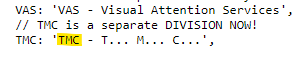 VAS: 'VAS - Visual Attention Services',
// TMC is a separate DIVISION NOW!
TMC: 'TMC - T... M... C...',